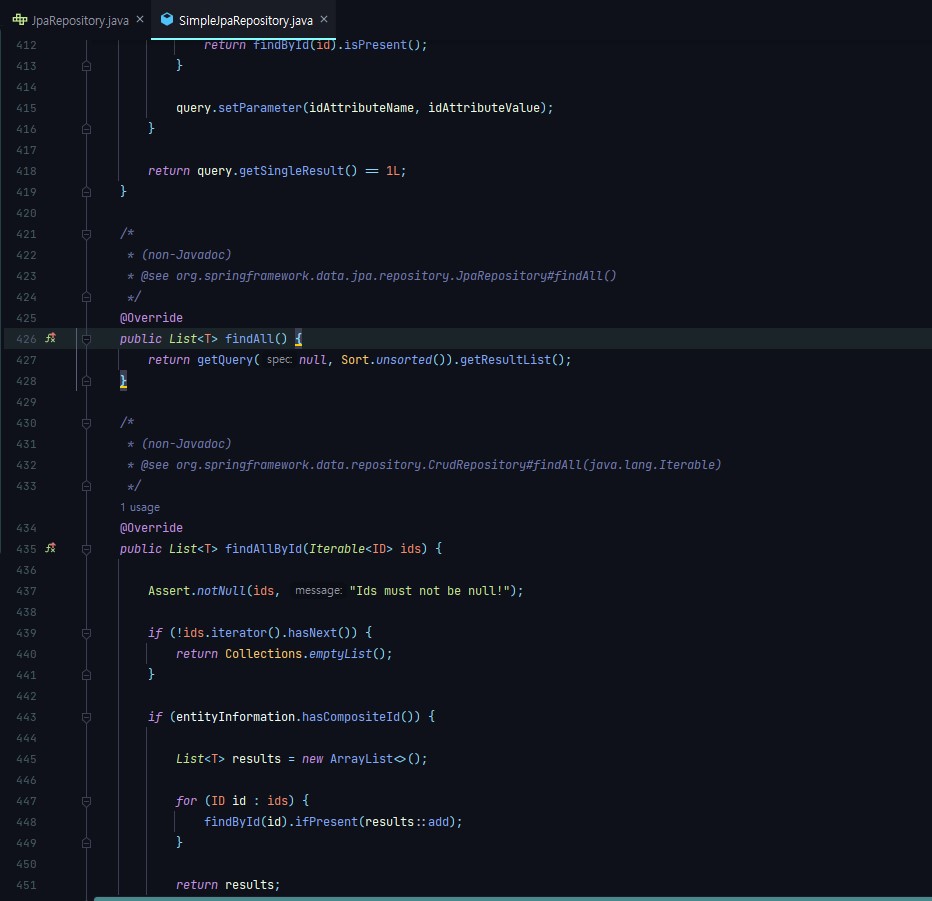 JpaRepository.java × SimpleJpaRepository.java ×
412 return findById(id).isPresent();
413 }
414
415 query.setParameter(idAttributeName, idAttributeValue);
416 }
417
418 return query.getSingleResult() == 1L;
419 }
420
421 /*
422 * (non-Javadoc)
423 * @see org.springframework.data.jpa.repository.JpaRepository#findAll()
424 */
425 @Override
426 public List<T> findAll() {
427 return getQuery( spec: null, Sort.unsorted()).getResultList();
428 }
429
430 /*
431 * (non-Javadoc)
432 * @see org.springframework.data.repository.CrudRepository#findAll(java.lang.Iterable)
433 */
1 usage
434 @Override
435 public List<T> findAllById(Iterable<ID> ids) {
436
437 Assert.notNull(ids, message: "Ids must not be null!");
438
439 if (!ids.iterator().hasNext()) {
440 return Collections.emptyList();
441 }
442
443 if (entityInformation.hasCompositeId()) {
444
445 List<T> results = new ArrayList<>();
446
447 for (ID id : ids) {
448 findById(id).ifPresent(results::add);
449 }
450
451 return results;